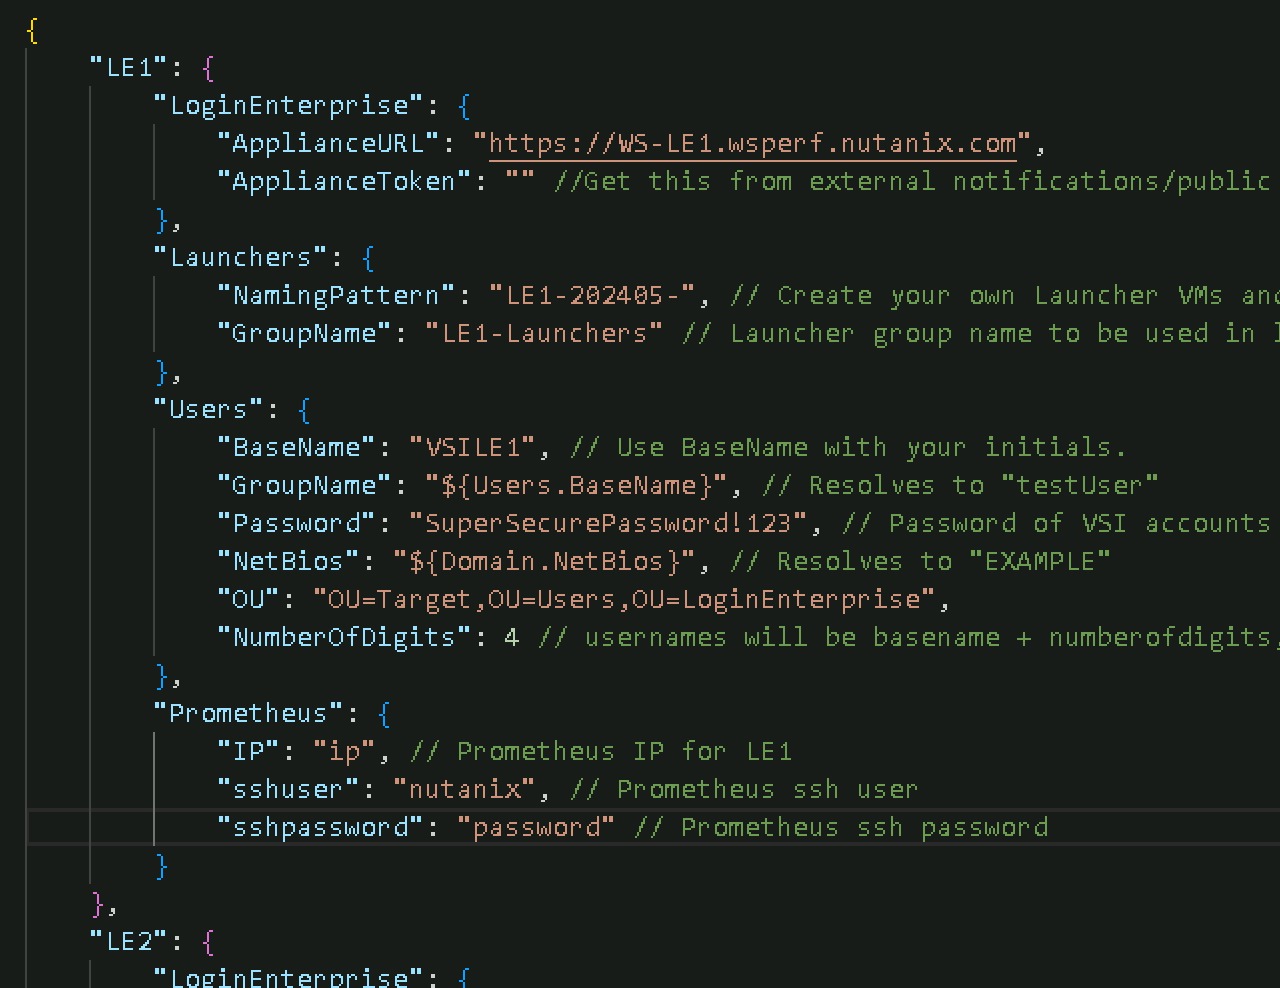 {
"LE1": {
"LoginEnterprise": {
"ApplianceURL": "https://WS-LE1.wsperf.nutanix.com",
"ApplianceToken": "" //Get this from external notifications/public
},
"Launchers": {
"NamingPattern": "LE1-202405-", // Create your own Launcher VMs and
"GroupName": "LE1-Launchers" // Launcher group name to be used in
},
"Users": {
"BaseName": "VSILE1", // Use BaseName with your initials.
"GroupName": "${Users.BaseName}", // Resolves to "testUser"
"Password": "SuperSecurePassword!123", // Password of VSI accounts
"NetBios": "${Domain.NetBios}", // Resolves to "EXAMPLE"
"OU": "OU=Target,OU=Users,OU=LoginEnterprise",
"NumberOfDigits": 4 // usernames will be basename + numberofdigits,
},
"Prometheus": {
"IP": "ip", // Prometheus IP for LE1
"sshuser": "nutanix", // Prometheus ssh user
"sshpassword": "password" // Prometheus ssh password
}
},
"LE2": {
"LoginEnterprise": {